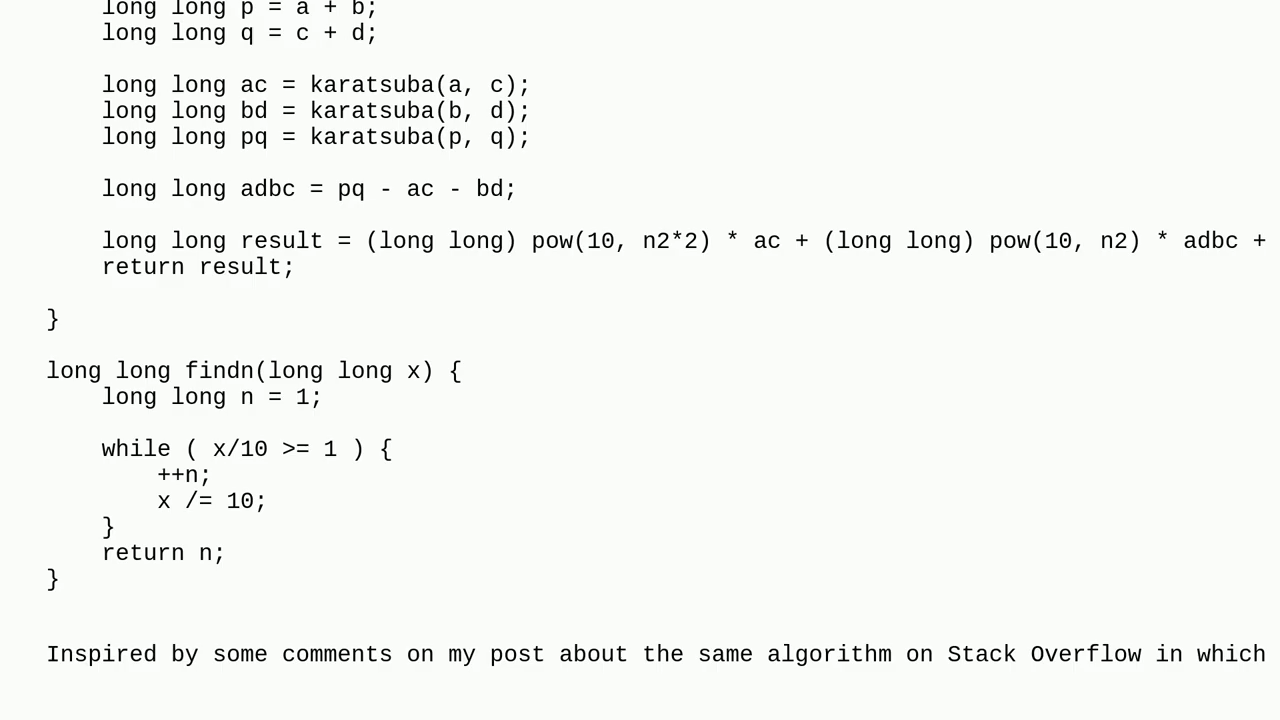 long long p = a + b;
long long q = c + d;
long long ac = karatsuba(a, c);
long long bd = karatsuba(b, d);
long long pq = karatsuba(p, q);
long long adbc = pq - ac - bd;
long long result = (long long) pow(10, n2*2) * ac + (long long) pow(10, n2) * adbc +
return result;
}
long long findn(long long x) {
long long n = 1;
while ( x/10 >= 1 ) {
++n;
x /= 10;
}
return n;
}
Inspired by some comments on my post about the same algorithm on Stack Overflow in which